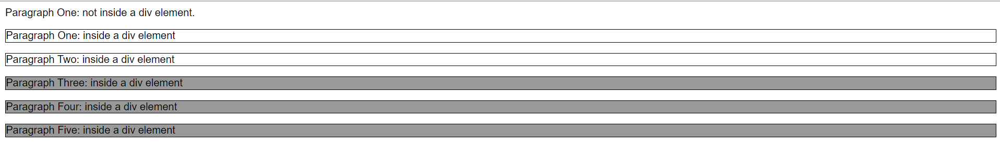 Paragraph One: not inside a div element.
Paragraph One: inside a div element
Paragraph Two: inside a div element
Paragraph Three: inside a div element
Paragraph Four: inside a div element
Paragraph Five: inside a div element